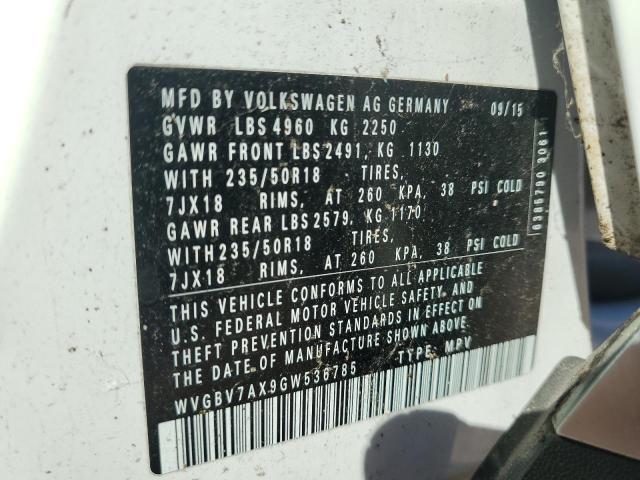 MFD BY VOLKSWAGEN AG GERMANY 09/15
GVWR LBS 4960 KG 2250
GAWR FRONT LBS 2491, KG 1130
WITH 235/50R18 TIRES,
7JX18 RIMS, AT 260 KPA, 38 PSI COLD
GAWR REAR LBS 2579, KG 1170
WITH 235/50R18 TIRES,
7JX18 RIMS, AT 260 KPA, 38 PSI COLD
THIS VEHICLE CONFORMS TO ALL APPLICABLE
U.S. FEDERAL MOTOR VEHICLE SAFETY, AND
THEFT PREVENTION STANDARDS IN EFFECT ON
THE DATE OF MANUFACTURE SHOWN ABOVE
WVGBV7AX9GW536785 TYPE: MPV
6385790 3061